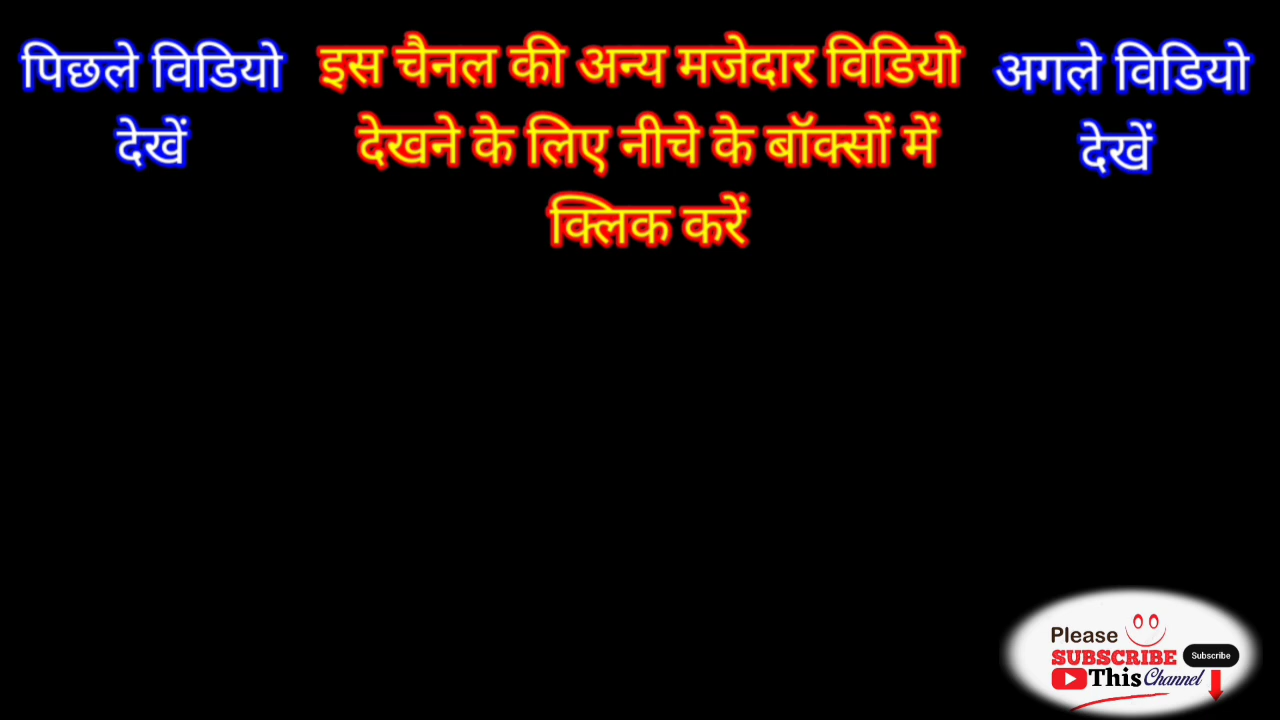 पिछले विडियो
देखें
इस चैनल की अन्य मजेदार विडियो
देखने के लिए नीचे के बॉक्सों में
क्लिक करें
अगले विडियो
देखें
Please
SUBSCRIBE
This Channel
Subscribe